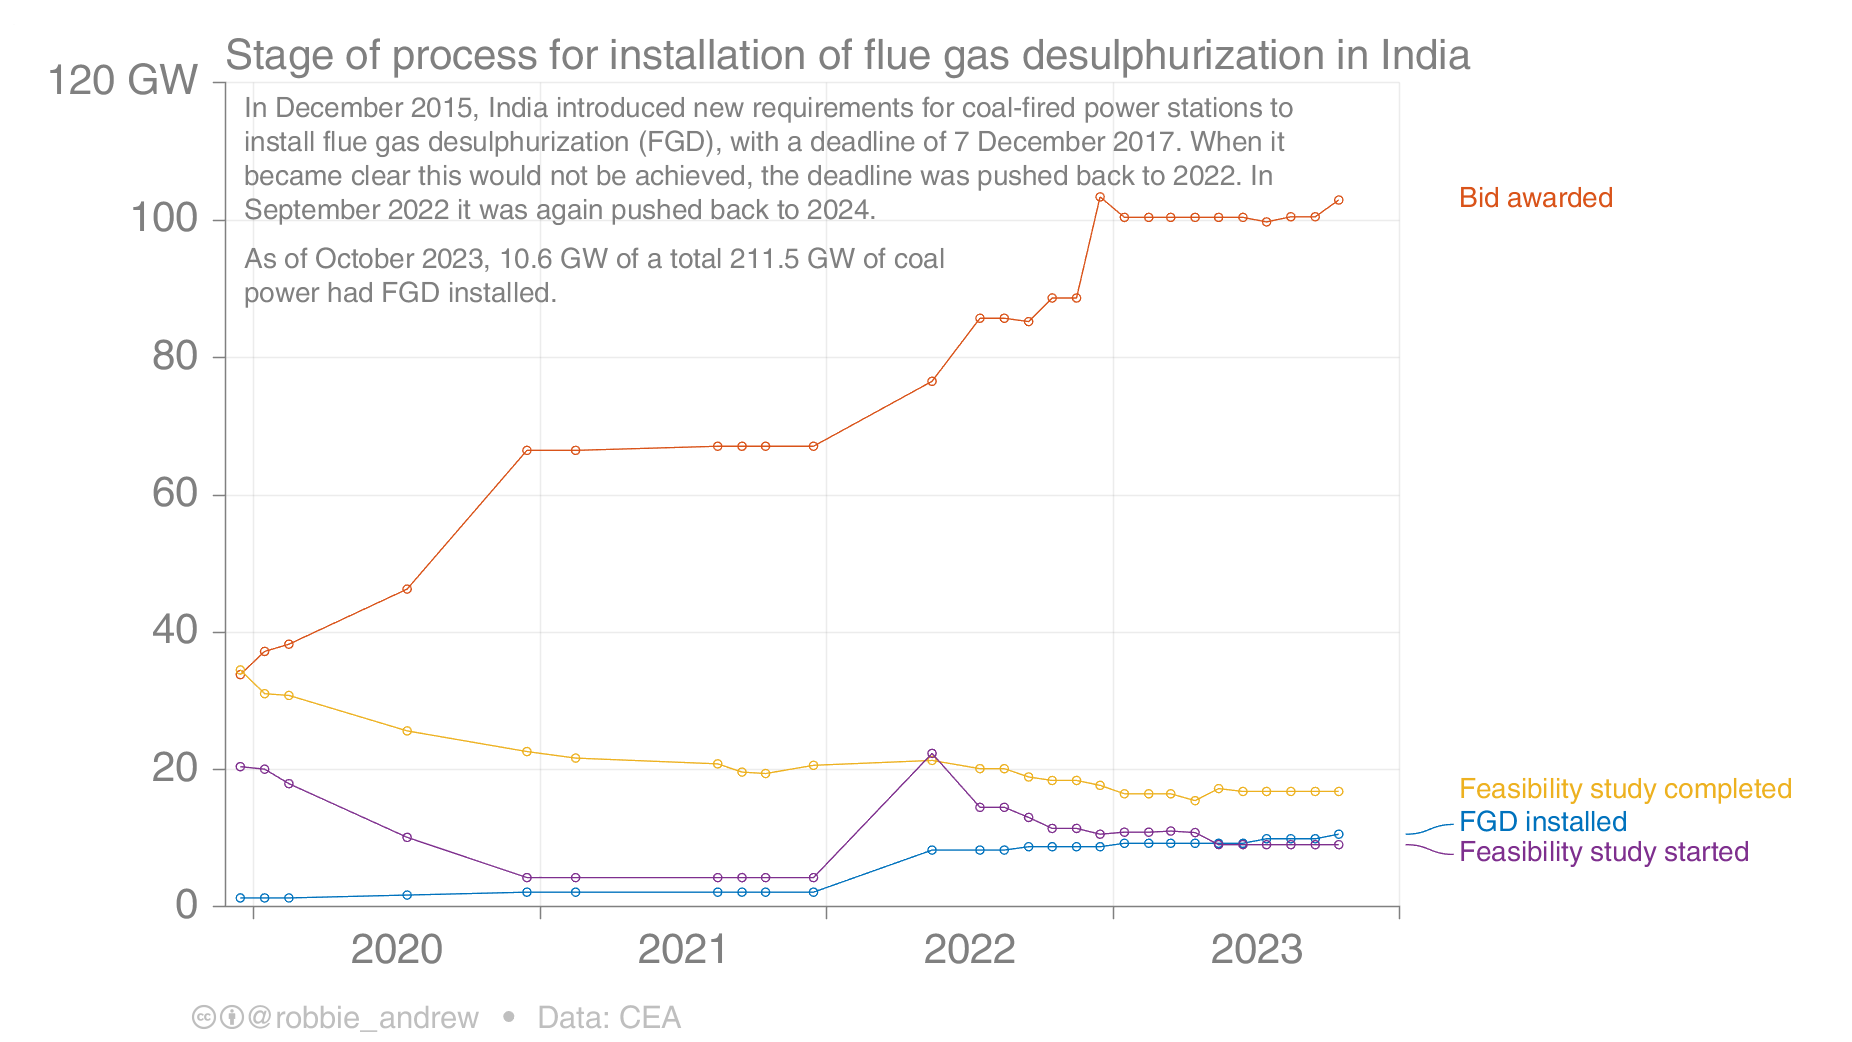 Stage of process for installation of flue gas desulphurization in India
120 GW
In December 2015, India introduced new requirements for coal-fired power stations to
install flue gas desulphurization (FGD), with a deadline of 7 December 2017. When it
became clear this would not be achieved, the deadline was pushed back to 2022. In
September 2022 it was again pushed back to 2024.
As of October 2023, 10.6 GW of a total 211.5 GW of coal
power had FGD installed.
Bid awarded
100
80
60
40
20
0
Feasibility study completed
FGD installed
Feasibility study started
2020
2021
2022
2023
@robbie_andrew • Data: CEA